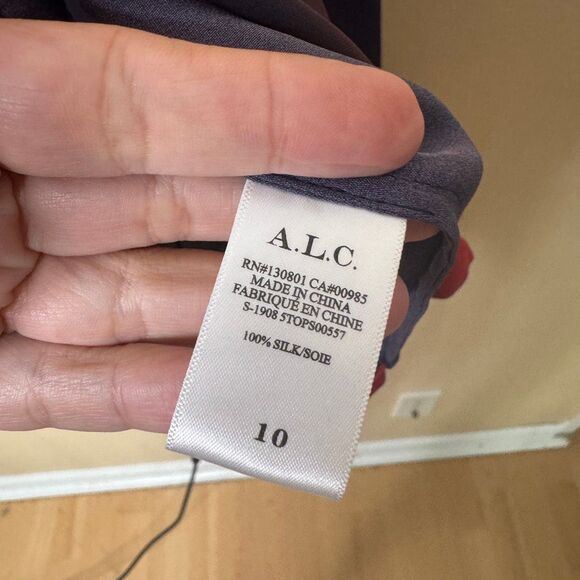 A.L.C.
RN#130801 CA#00985
MADE IN CHINA
FABRIQUÉ EN CHINE
S-1908 5TOPS00557
100% SILK/SOIE
10